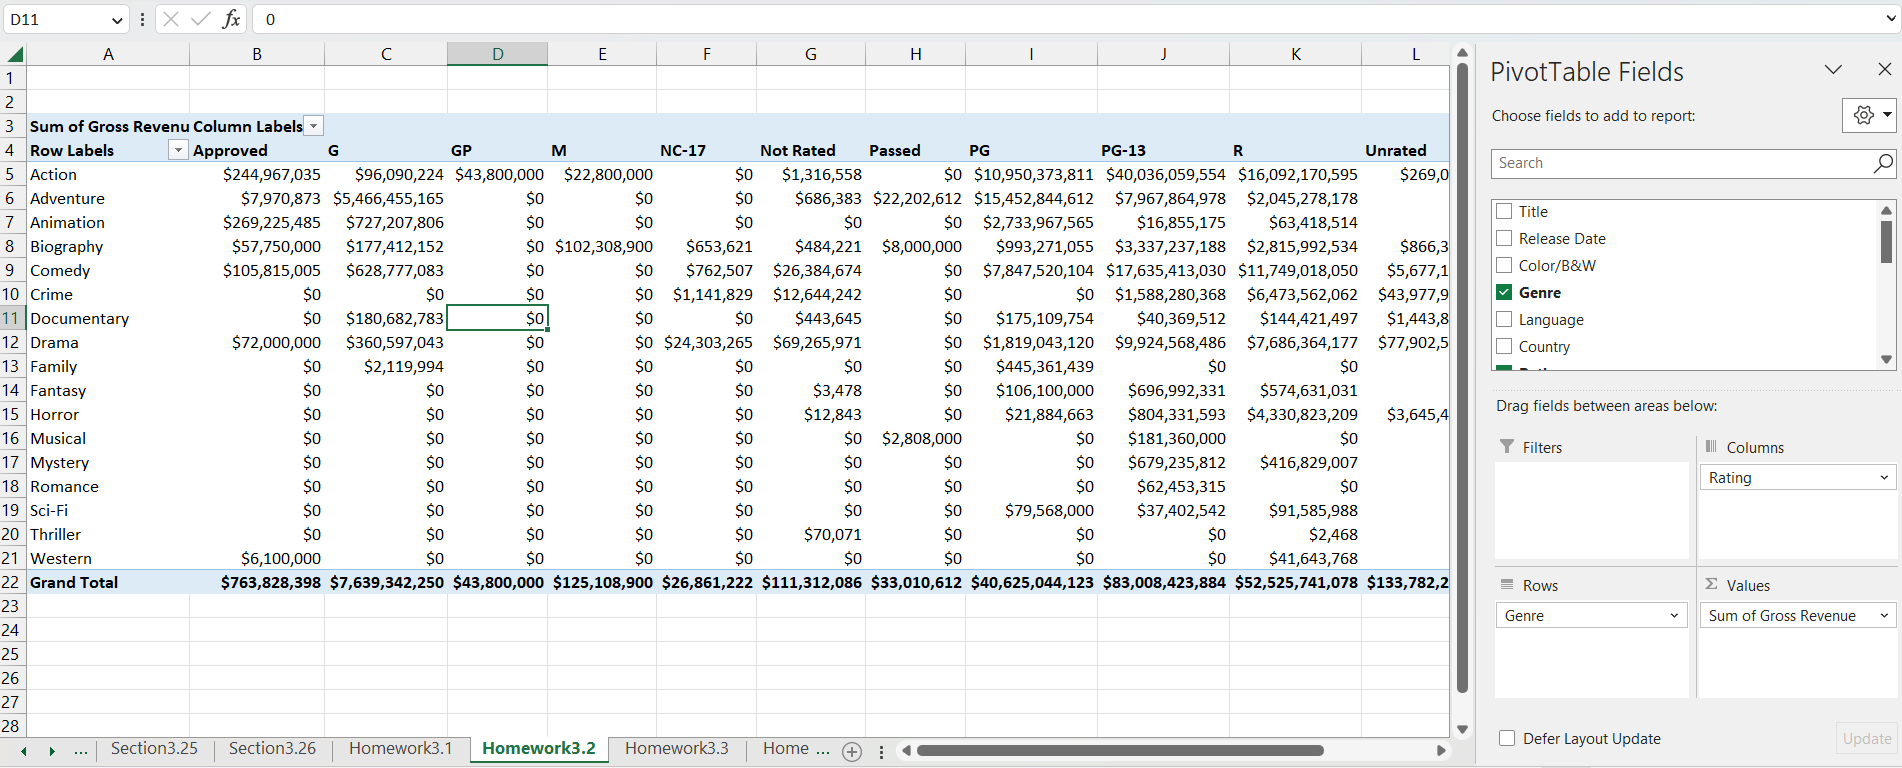 D11 fx 0
A B C D E F G H I J K L
1
2
3 Sum of Gross Revenu Column Labels
4 Row Labels Approved G GP M NC-17 Not Rated Passed PG PG-13 R Unrated
5 Action $244,967,035 $96,090,224 $43,800,000 $22,800,000 $0 $1,316,558 $0 $10,950,373,811 $40,036,059,554 $16,092,170,595 $269,0
6 Adventure $7,970,873 $5,466,455,165 $0 $0 $0 $686,383 $22,202,612 $15,452,844,612 $7,967,864,978 $2,045,278,178
7 Animation $269,225,485 $727,207,806 $0 $0 $0 $0 $0 $2,733,967,565 $16,855,175 $63,418,514
8 Biography $57,750,000 $177,412,152 $0 $102,308,900 $653,621 $484,221 $8,000,000 $993,271,055 $3,337,237,188 $2,815,992,534 $866,3
9 Comedy $105,815,005 $628,777,083 $0 $0 $762,507 $26,384,674 $0 $7,847,520,104 $17,635,413,030 $11,749,018,050 $5,677,1
10 Crime $0 $0 $0 $0 $1,141,829 $12,644,242 $0 $0 $1,588,280,368 $6,473,562,062 $43,977,9
11 Documentary $0 $180,682,783 $0 $0 $0 $443,645 $0 $175,109,754 $40,369,512 $144,421,497 $1,443,8
12 Drama $72,000,000 $360,597,043 $0 $0 $24,303,265 $69,265,971 $0 $1,819,043,120 $9,924,568,486 $7,686,364,177 $77,902,5
13 Family $0 $2,119,994 $0 $0 $0 $0 $0 $445,361,439 $0 $0
14 Fantasy $0 $0 $0 $0 $0 $3,478 $0 $106,100,000 $696,992,331 $574,631,031
15 Horror $0 $0 $0 $0 $0 $12,843 $0 $21,884,663 $804,331,593 $4,330,823,209 $3,645,4
16 Musical $0 $0 $0 $0 $0 $0 $2,808,000 $0 $181,360,000 $0
17 Mystery $0 $0 $0 $0 $0 $0 $0 $0 $679,235,812 $416,829,007
18 Romance $0 $0 $0 $0 $0 $0 $0 $0 $62,453,315 $0
19 Sci-Fi $0 $0 $0 $0 $0 $0 $0 $79,568,000 $37,402,542 $91,585,988
20 Thriller $0 $0 $0 $0 $0 $70,071 $0 $0 $0 $2,468
21 Western $6,100,000 $0 $0 $0 $0 $0 $0 $0 $0 $41,643,768
22 Grand Total $763,828,398 $7,639,342,250 $43,800,000 $125,108,900 $26,861,222 $111,312,086 $33,010,612 $40,625,044,123 $83,008,423,884 $52,525,741,078 $133,782,2
23
24
25
26
27
28
... Section3.25 Section3.26 Homework3.1 Homework3.2 Homework3.3 Home ...
PivotTable Fields
Choose fields to add to report:
Search
Title
Release Date
Color/B&W
Genre
Language
Country
Drag fields between areas below:
Filters
Columns
Rating
Rows
Genre
Σ Values
Sum of Gross Revenue
Defer Layout Update
Update